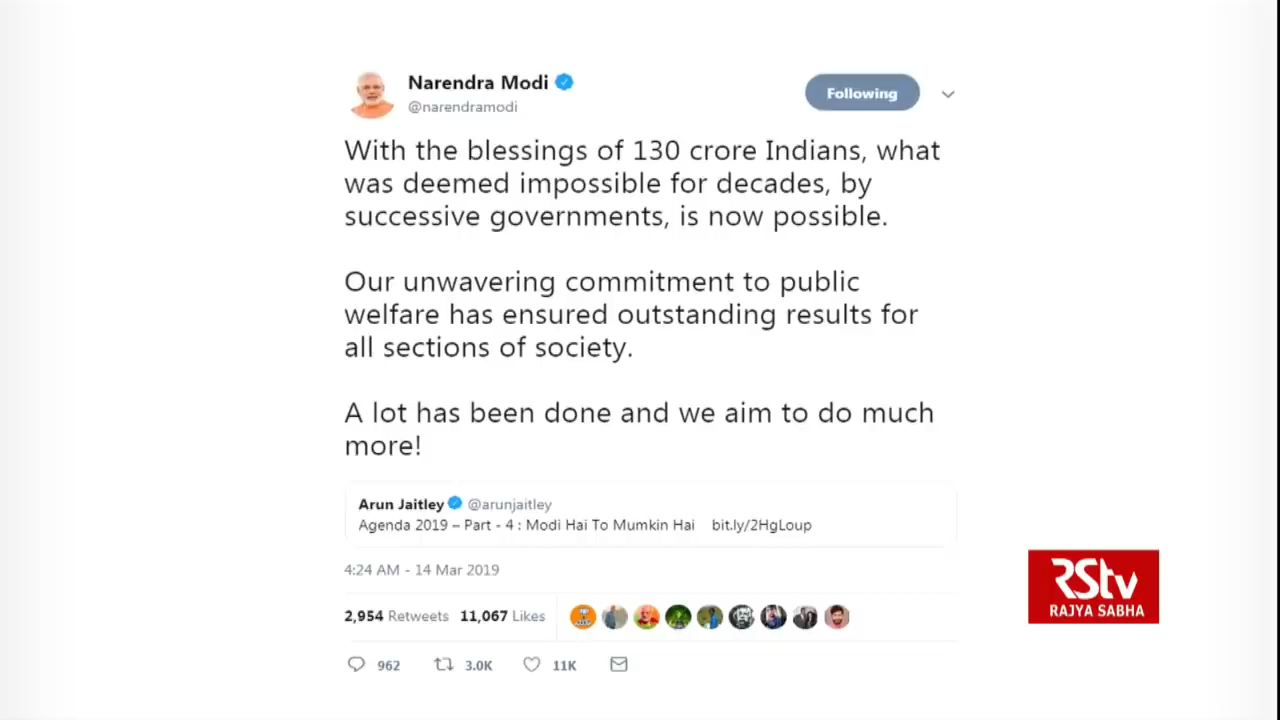 Narendra Modi
@narendramodi
Following
With the blessings of 130 crore Indians, what
was deemed impossible for decades, by
successive governments, is now possible.
Our unwavering commitment to public
welfare has ensured outstanding results for
all sections of society.
A lot has been done and we aim to do much
more!
Arun Jaitley @arunjaitley
Agenda 2019 – Part - 4 : Modi Hai To Mumkin Hai bit.ly/2HgLoup
4:24 AM - 14 Mar 2019
2,954 Retweets 11,067 Likes
962 3.0K 11K
RStv
RAJYA SABHA